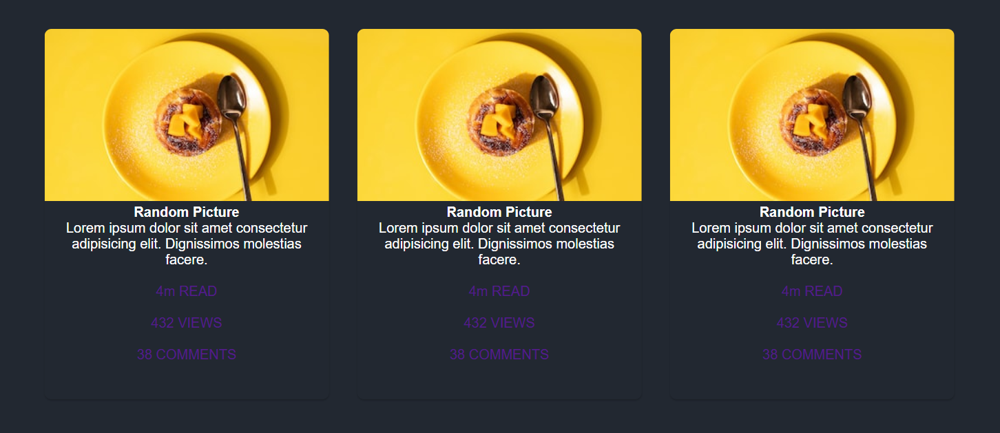 Random Picture
Lorem ipsum dolor sit amet consectetur
adipisicing elit. Dignissimos molestias
facere.
4m READ
432 VIEWS
38 COMMENTS
Random Picture
Lorem ipsum dolor sit amet consectetur
adipisicing elit. Dignissimos molestias
facere.
4m READ
432 VIEWS
38 COMMENTS
Random Picture
Lorem ipsum dolor sit amet consectetur
adipisicing elit. Dignissimos molestias
facere.
4m READ
432 VIEWS
38 COMMENTS